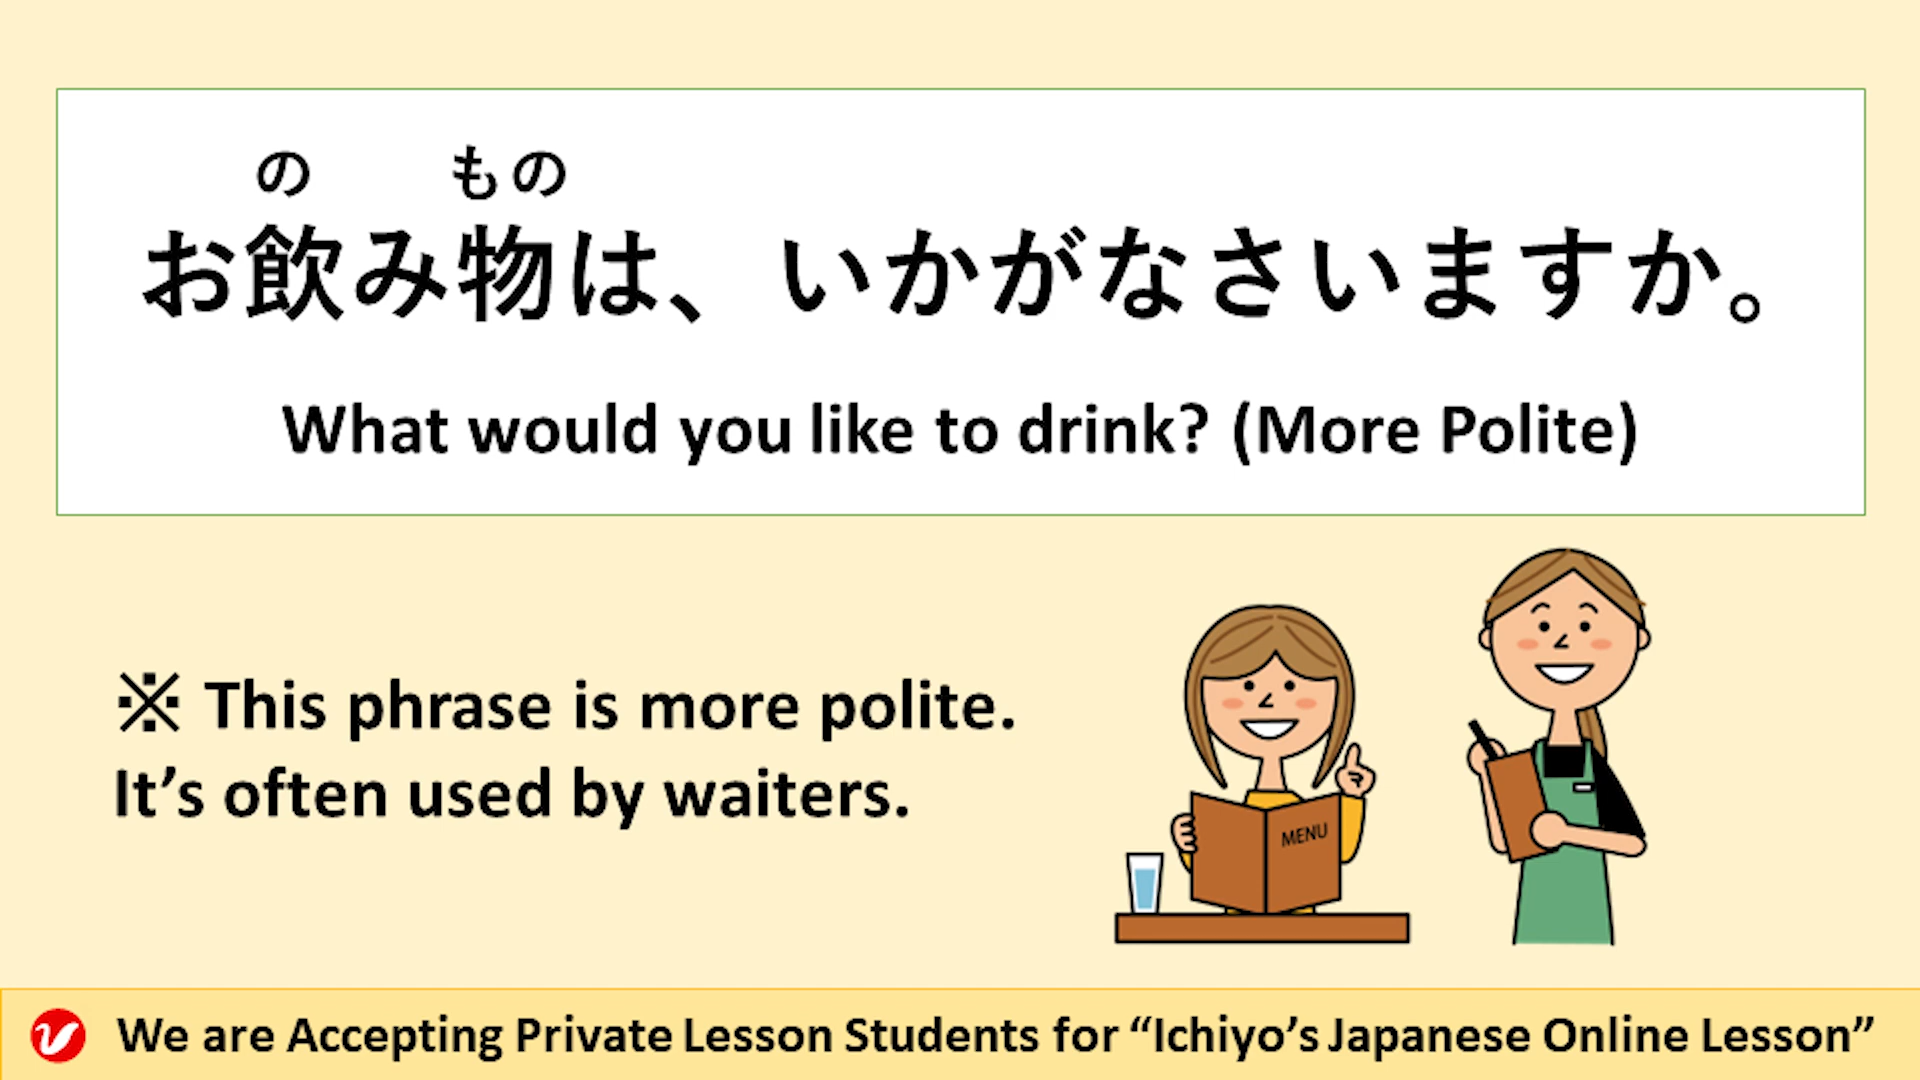 の もの
お飲み物は、いかがなさいますか。
What would you like to drink? (More Polite)
※ This phrase is more polite.
It’s often used by waiters.
MENU
We are Accepting Private Lesson Students for “Ichiyo’s Japanese Online Lesson”